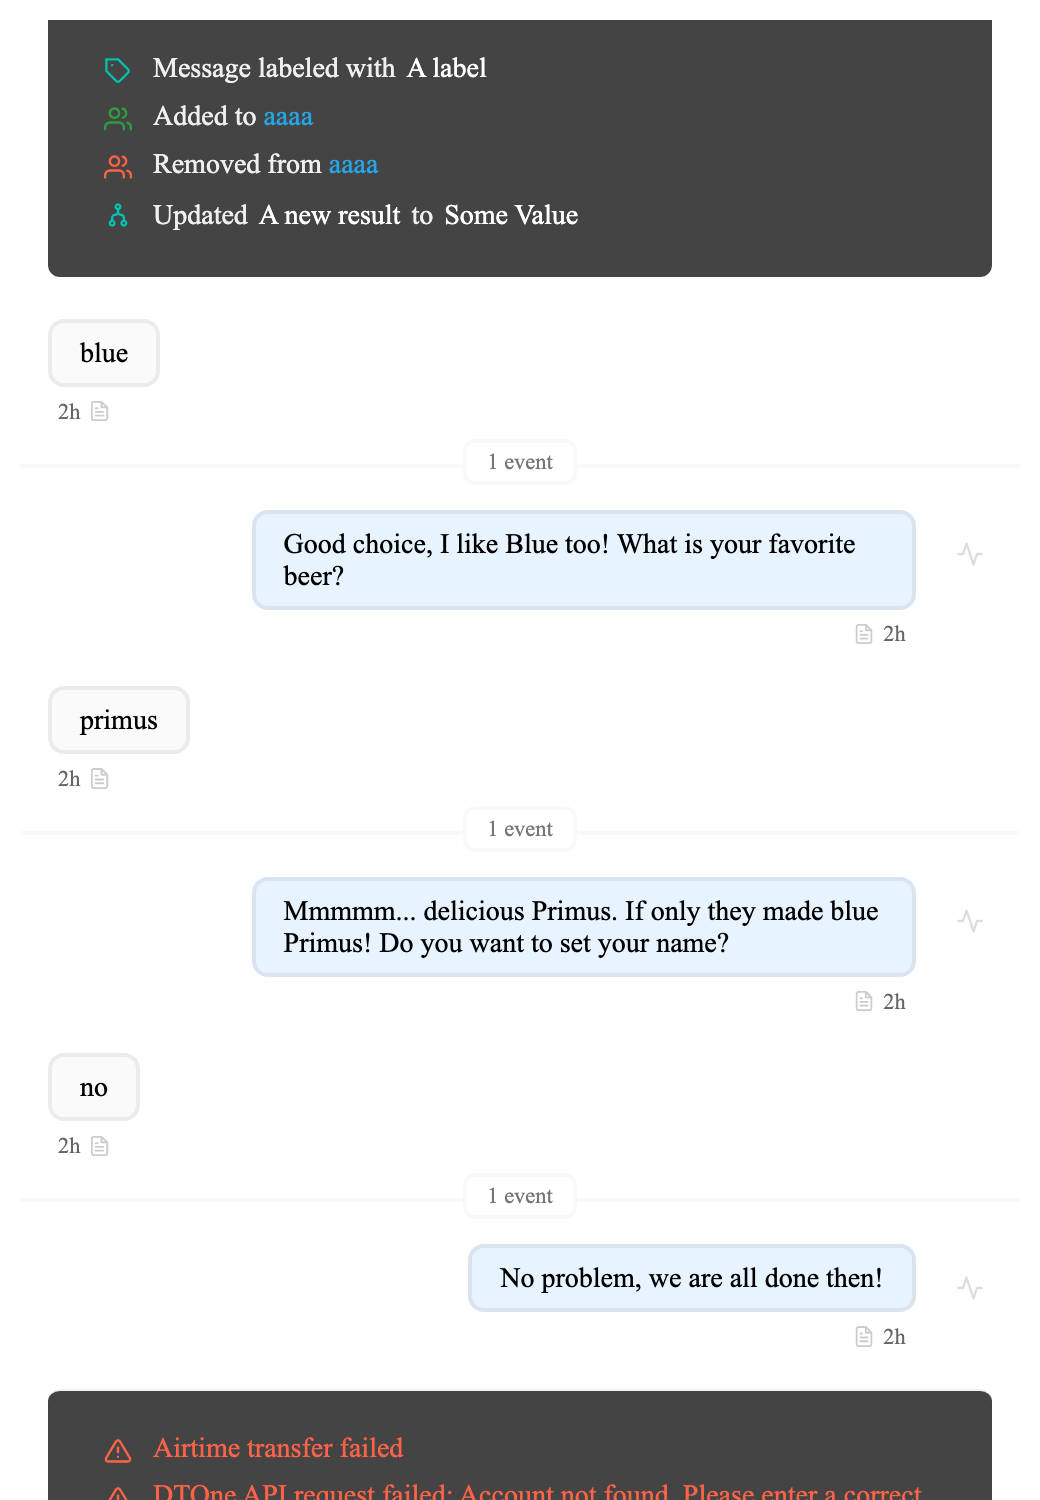 Message labeled with A label
Added to aaaa
Removed from aaaa
Updated A new result to Some Value
blue
2h
1 event
Good choice, I like Blue too! What is your favorite
beer?
2h
primus
2h
1 event
Mmmmm... delicious Primus. If only they made blue
Primus! Do you want to set your name?
2h
no
2h
1 event
No problem, we are all done then!
2h
Airtime transfer failed
DTOne API request failed: Account not found. Please enter a correct